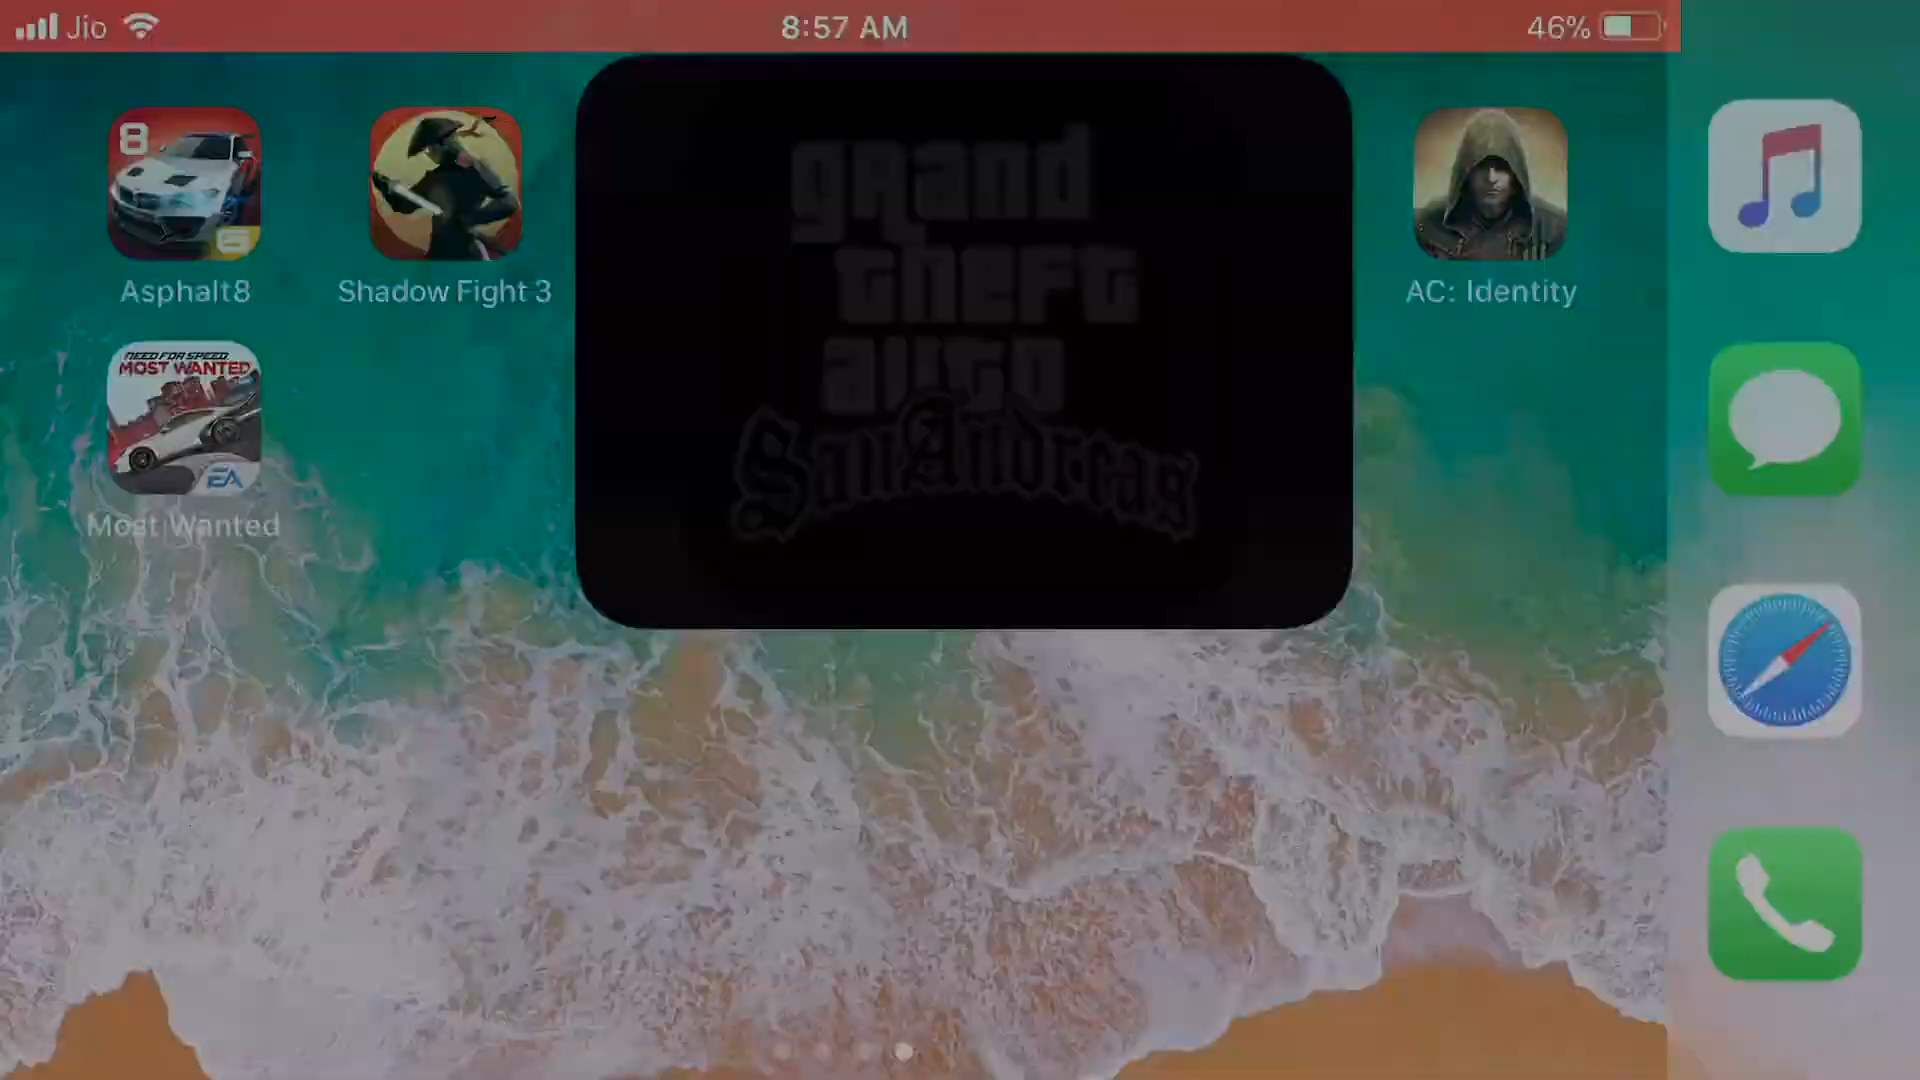 Jio
8:57 AM
46%
8
6
Asphalt8
Shadow Fight 3
grand
theft
auto
San Andreas
AC: Identity
NEED FOR SPEED
MOST WANTED
EA
Most Wanted